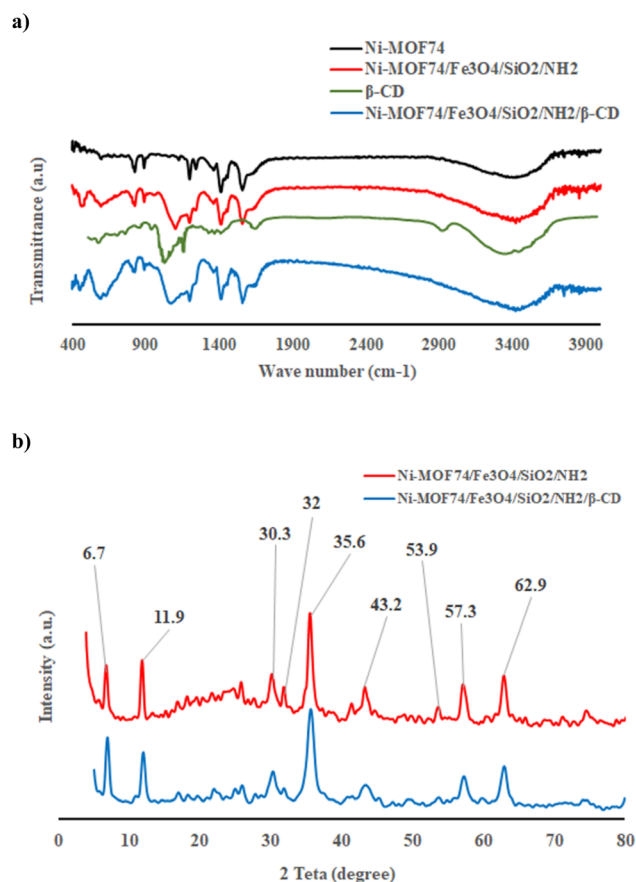 a)
Ni-MOF74
Ni-MOF74/Fe3O4/SiO2/NH2
β-CD
Ni-MOF74/Fe3O4/SiO2/NH2/β-CD
Transmittance (a.u)
400 900 1400 1900 2400 2900 3400 3900
Wave number (cm-1)
b)
Ni-MOF74/Fe3O4/SiO2/NH2
Ni-MOF74/Fe3O4/SiO2/NH2/β-CD
6.7
11.9
30.3
32
35.6
43.2
53.9
57.3
62.9
Intensity (a.u.)
0 10 20 30 40 50 60 70 80
2 Teta (degree)